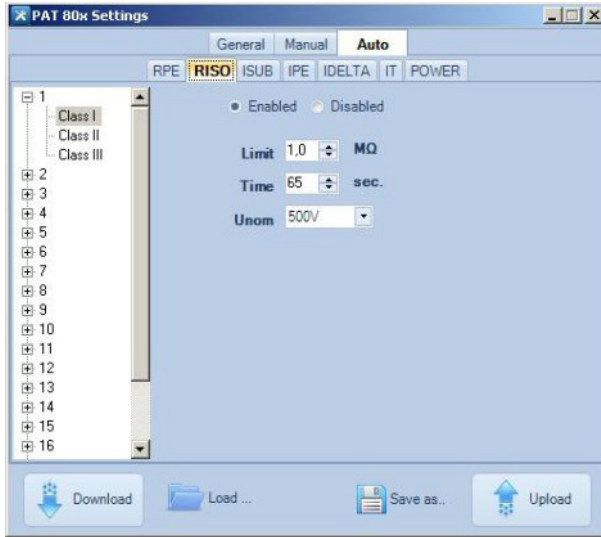 PAT 80x Settings
General Manual Auto
RPE RISO ISUB IPE IDELTA IT POWER
1
Class I
Class II
Class III
2
3
4
5
6
7
8
9
10
11
12
13
14
15
16
Enabled Disabled
Limit 1,0 MΩ
Time 65 sec.
Unom 500V
Download Load ... Save as.. Upload